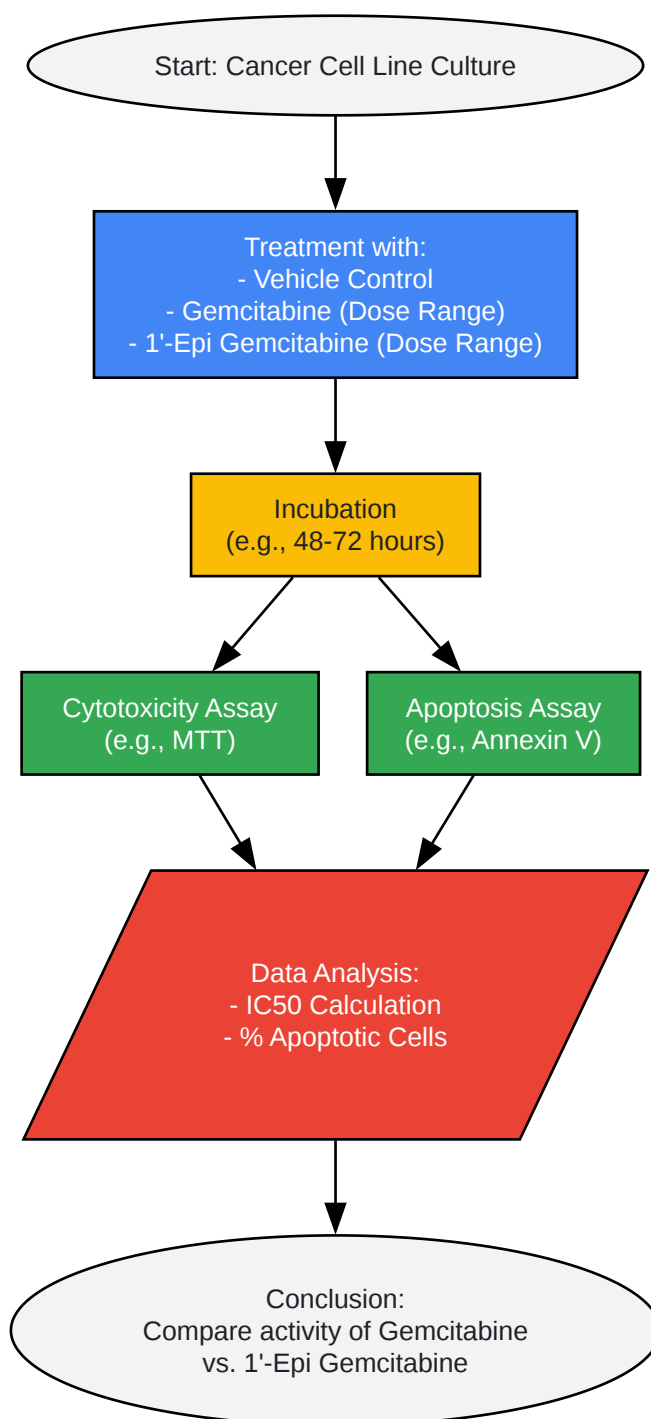 Start: Cancer Cell Line Culture
Treatment with:
- Vehicle Control
- Gemcitabine (Dose Range)
- 1'-Epi Gemcitabine (Dose Range)
Incubation
(e.g., 48-72 hours)
Cytotoxicity Assay
(e.g., MTT)
Apoptosis Assay
(e.g., Annexin V)
Data Analysis:
- IC50 Calculation
- % Apoptotic Cells
Conclusion:
Compare activity of Gemcitabine
vs. 1'-Epi Gemcitabine